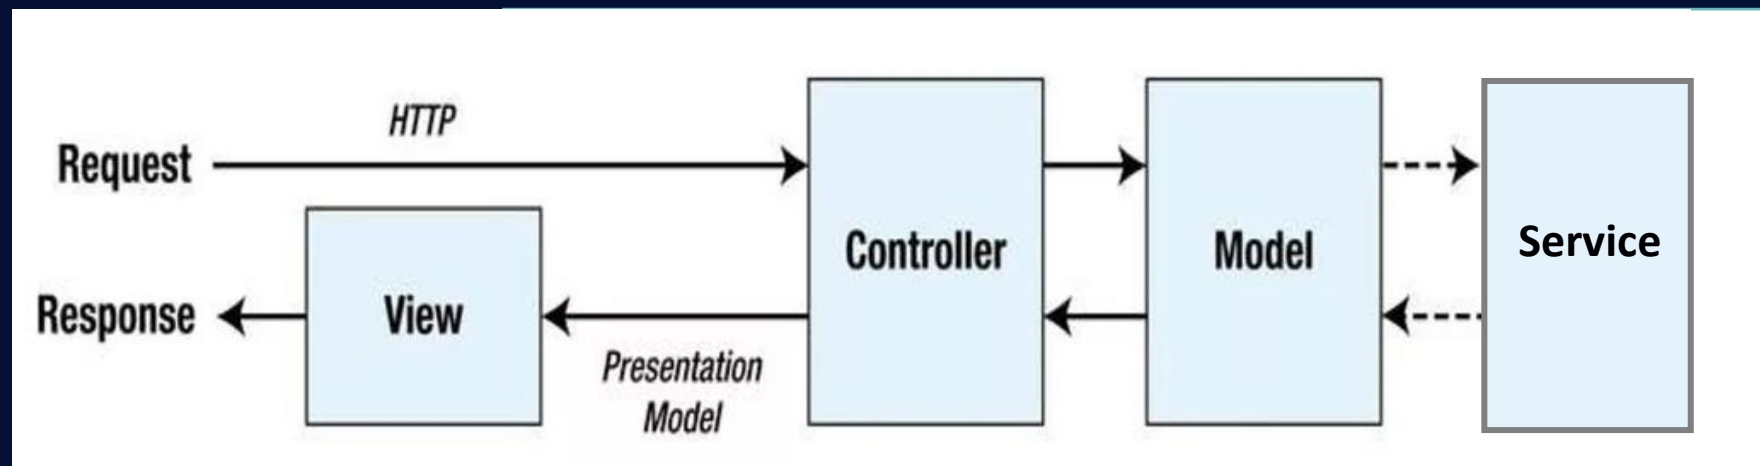 HTTP
Request
Controller
Model
Service
Response
View
Presentation
Model